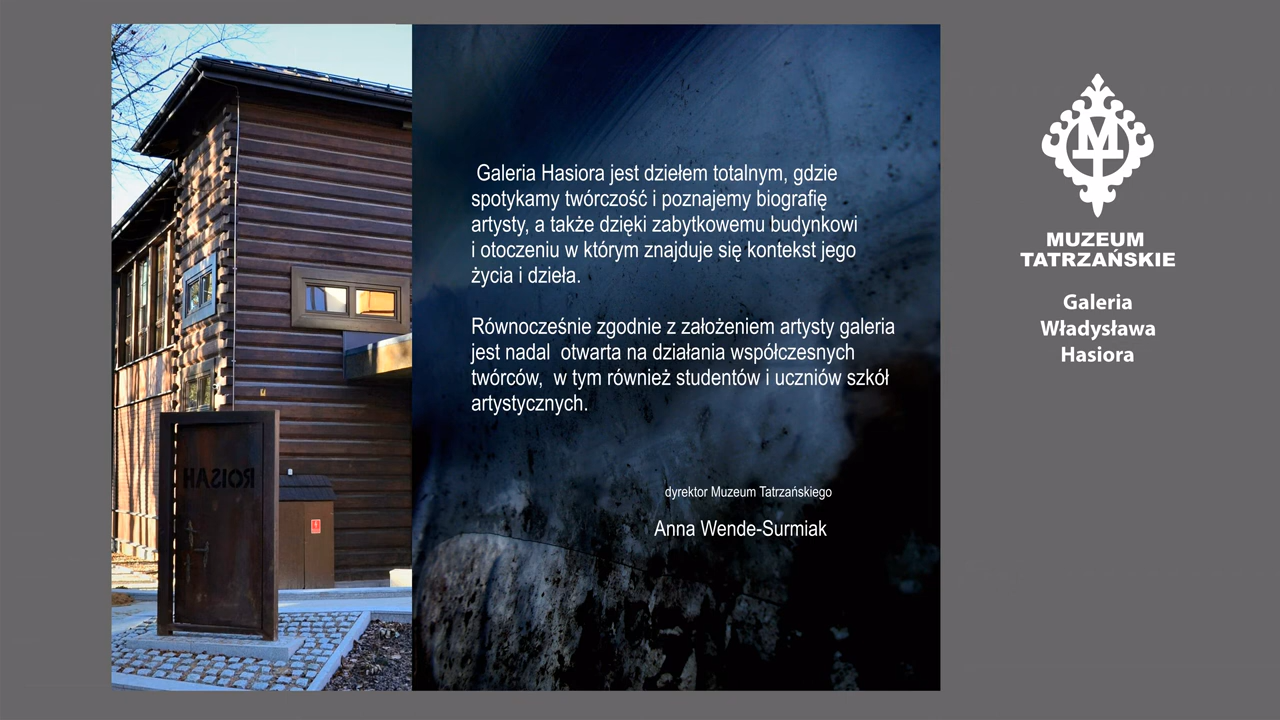 HASIOR
Galeria Hasiora jest dziełem totalnym, gdzie
spotykamy twórczość i poznajemy biografię
artysty, a także dzięki zabytkowemu budynkowi
i otoczeniu w którym znajduje się kontekst jego
życia i dzieła.
Równocześnie zgodnie z założeniem artysty galeria
jest nadal otwarta na działania współczesnych
twórców, w tym również studentów i uczniów szkół
artystycznych.
dyrektor Muzeum Tatrzańskiego
Anna Wende-Surmiak
MT
MUZEUM
TATRZAŃSKIE
Galeria
Władysława
Hasiora